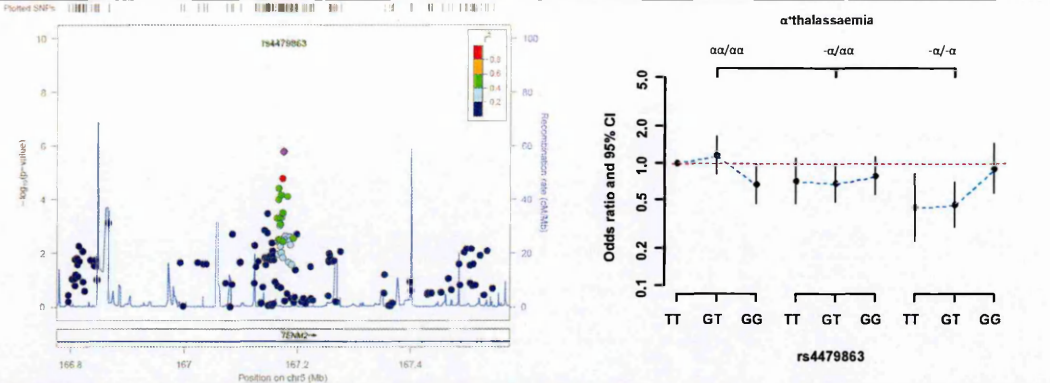 Plotted SNPs
rs4479863
r²
0.8
0.6
0.4
0.2
10
8
6
4
2
0
100
80
60
40
20
0
−log₁₀(p-value)
Recombination rate (cM/Mb)
TENM2→
166.8
167
167.2
167.4
Position on chr5 (Mb)
α⁺thalassaemia
αα/αα
-α/αα
-α/-α
Odds ratio and 95% CI
5.0
2.0
1.0
0.5
0.2
0.1
TT GT GG TT GT GG TT GT GG
rs4479863